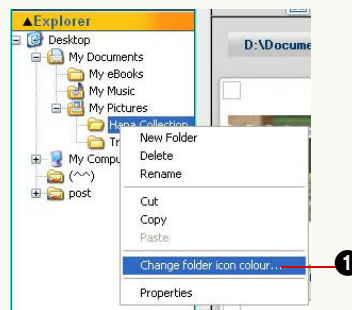 ▲Explorer
Desktop
My Documents
My eBooks
My Music
My Pictures
Hana Collection
My
(^^)
post
D:\Docume
New Folder
Delete
Rename
Cut
Copy
Paste
Change folder icon colour...
Properties
1